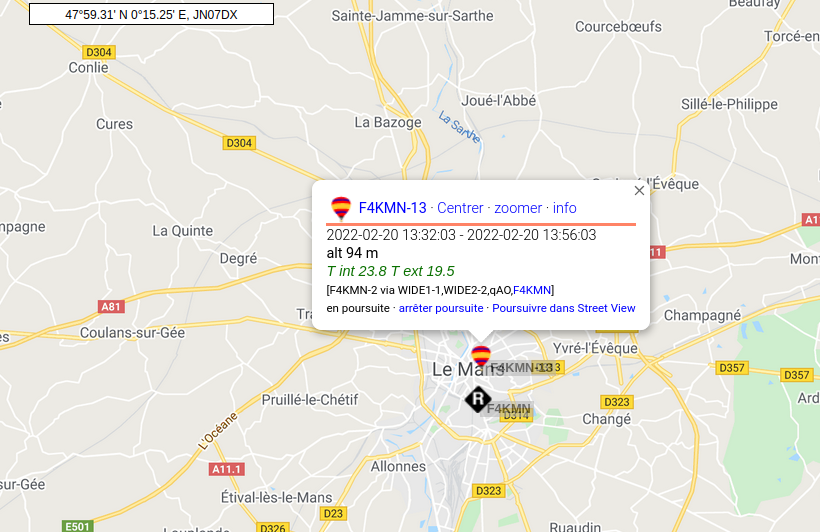 47°59.31' N 0°15.25' E, JN07DX
Beaufay
Sainte-Jamme-sur-Sarthe
Courcebœufs
Torcé-en
D304
Conlie
Joué-l'Abbé
Sillé-le-Philippe
La Bazoge
La Sarthe
Cures
D304
l'Évêque
F4KMN-13 · Centrer · zoomer · info
2022-02-20 13:32:03 - 2022-02-20 13:56:03
alt 94 m
T int 23.8 T ext 19.5
[F4KMN-2 via WIDE1-1,WIDE2-2,qAO,F4KMN]
en poursuite · arrêter poursuite · Poursuivre dans Street View
A1
mpagne
La Quinte
Degré
11
Mont
A81
Tra
Champagné
Coulans-sur-Gée
Yvré-l'Évêque
Le Mans
F4KMN-13
D357
D357
Pruillé-le-Chétif
R
F4KMN
D314
D323
Ard
Changé
L'Océane
A11.1
Allonnes
sur-Gée
Étival-lès-le-Mans
D323
D23
E501
D326
Ruaudin